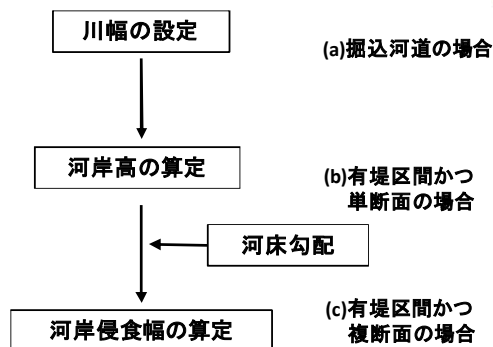 川幅の設定
(a)掘込河道の場合
河岸高の算定
(b)有堤区間かつ
単断面の場合
河床勾配
河岸侵食幅の算定
(c)有堤区間かつ
複断面の場合